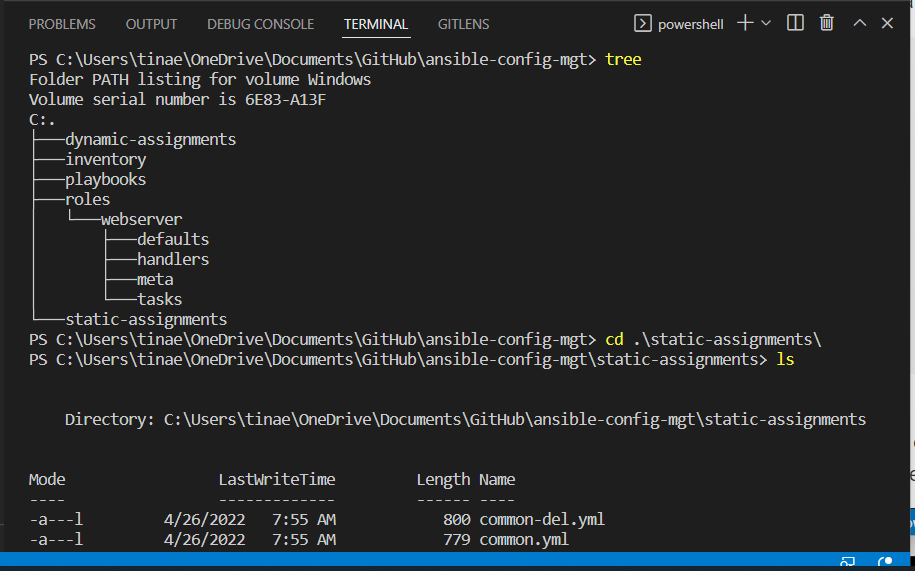 PROBLEMS OUTPUT DEBUG CONSOLE TERMINAL GITLENS powershell
PS C:\Users\tinae\OneDrive\Documents\GitHub\ansible-config-mgt> tree
Folder PATH listing for volume Windows
Volume serial number is 6E83-A13F
C:.
├───dynamic-assignments
├───inventory
├───playbooks
├───roles
│   └───webserver
│       ├───defaults
│       ├───handlers
│       ├───meta
│       └───tasks
└───static-assignments
PS C:\Users\tinae\OneDrive\Documents\GitHub\ansible-config-mgt> cd .\static-assignments\
PS C:\Users\tinae\OneDrive\Documents\GitHub\ansible-config-mgt\static-assignments> ls
Directory: C:\Users\tinae\OneDrive\Documents\GitHub\ansible-config-mgt\static-assignments
Mode LastWriteTime Length Name
---- ------------- ------ ----
-a---l 4/26/2022 7:55 AM 800 common-del.yml
-a---l 4/26/2022 7:55 AM 779 common.yml